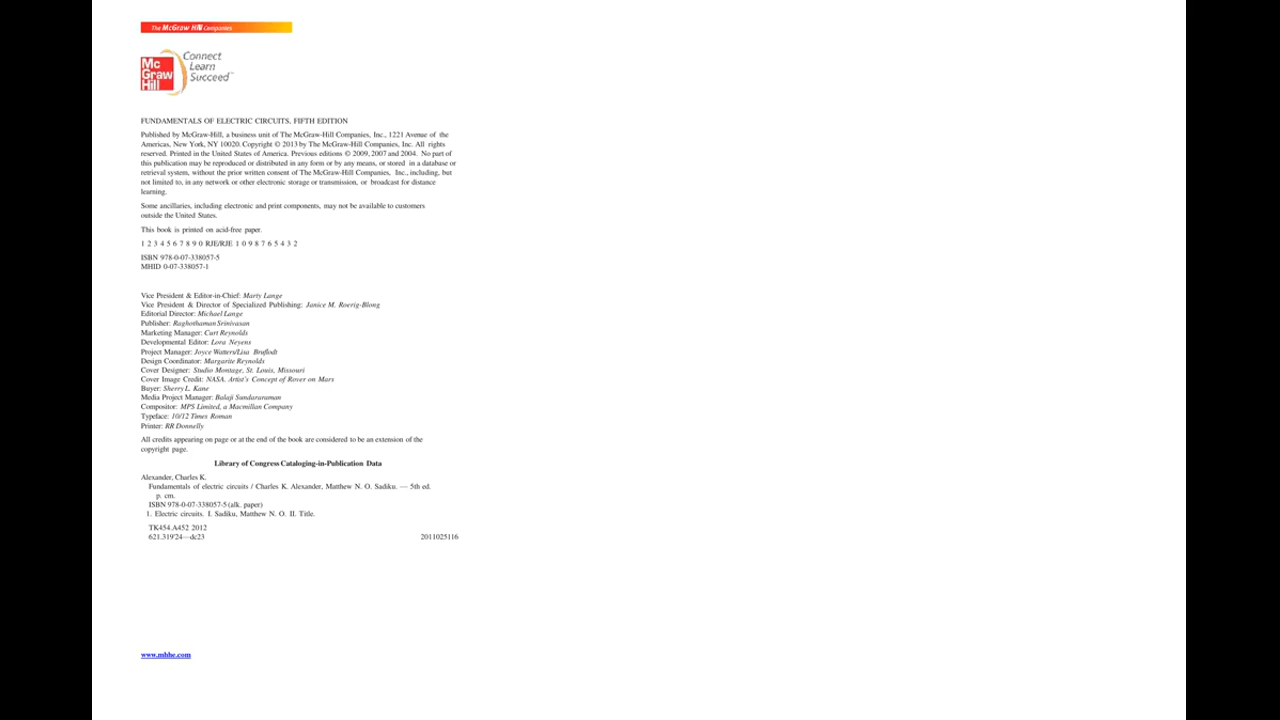 The McGraw Hill Companies
Mc
Graw
Hill
Connect
Learn
Succeed™
FUNDAMENTALS OF ELECTRIC CIRCUITS, FIFTH EDITION
Published by McGraw-Hill, a business unit of The McGraw-Hill Companies, Inc., 1221 Avenue of the
Americas, New York, NY 10020. Copyright © 2013 by The McGraw-Hill Companies, Inc. All rights
reserved. Printed in the United States of America. Previous editions © 2009, 2007 and 2004. No part of
this publication may be reproduced or distributed in any form or by any means, or stored in a database or
retrieval system, without the prior written consent of The McGraw-Hill Companies, Inc., including, but
not limited to, in any network or other electronic storage or transmission, or broadcast for distance
learning.
Some ancillaries, including electronic and print components, may not be available to customers
outside the United States.
This book is printed on acid-free paper.
1 2 3 4 5 6 7 8 9 0 RJE/RJE 1 0 9 8 7 6 5 4 3 2
ISBN 978-0-07-338057-5
MHID 0-07-338057-1
Vice President & Editor-in-Chief: Marty Lange
Vice President & Director of Specialized Publishing: Janice M. Roerig-Blong
Editorial Director: Michael Lange
Publisher: Raghothaman Srinivasan
Marketing Manager: Curt Reynolds
Developmental Editor: Lora Neyens
Project Manager: Joyce Watters/Lisa Bruflodt
Design Coordinator: Margarite Reynolds
Cover Designer: Studio Montage, St. Louis, Missouri
Cover Image Credit: NASA, Artist's Concept of Rover on Mars
Buyer: Sherry L. Kane
Media Project Manager: Balaji Sundararaman
Compositor: MPS Limited, a Macmillan Company
Typeface: 10/12 Times Roman
Printer: RR Donnelly
All credits appearing on page or at the end of the book are considered to be an extension of the
copyright page.
Library of Congress Cataloging-in-Publication Data
Alexander, Charles K.
Fundamentals of electric circuits / Charles K. Alexander, Matthew N. O. Sadiku. — 5th ed.
p. cm.
ISBN 978-0-07-338057-5 (alk. paper)
1. Electric circuits. I. Sadiku, Matthew N. O. II. Title.
TK454.A452 2012
621.319'24—dc23 2011025116
www.mhhe.com